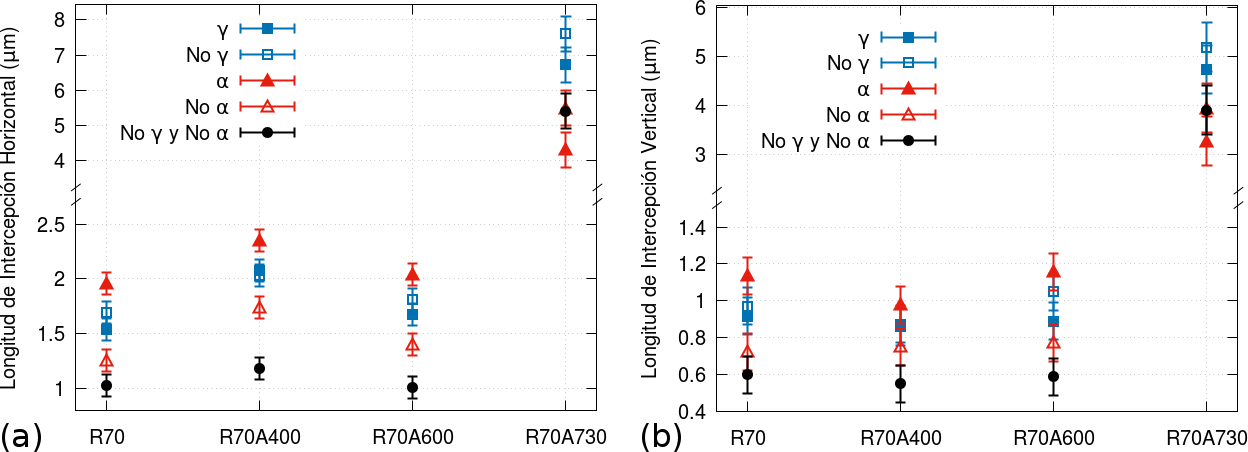 Longitud de Intercepción Horizontal (μm)
8
7
6
5
4
2.5
2
1.5
1
γ
No γ
α
No α
No γ y No α
R70
R70A400
R70A600
R70A730
(a)
Longitud de Intercepción Vertical (μm)
6
5
4
3
1.4
1.2
1
0.8
0.6
0.4
γ
No γ
α
No α
No γ y No α
R70
R70A400
R70A600
R70A730
(b)